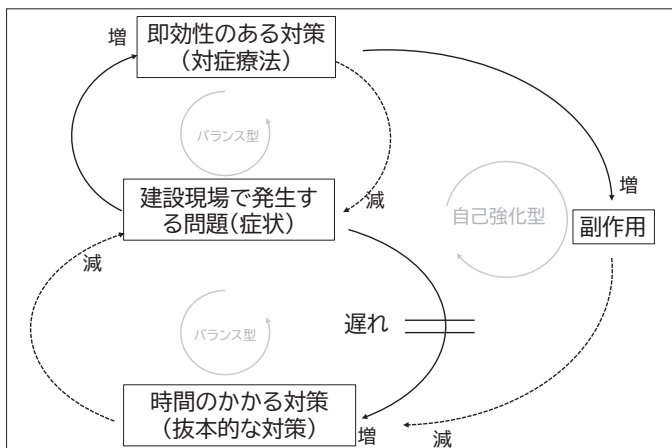 増
即効性のある対策
（対症療法）
バランス型
減
増
建設現場で発生す
る問題（症状）
自己強化型
副作用
減
遅れ
バランス型
時間のかかる対策
（抜本的な対策）
増
減